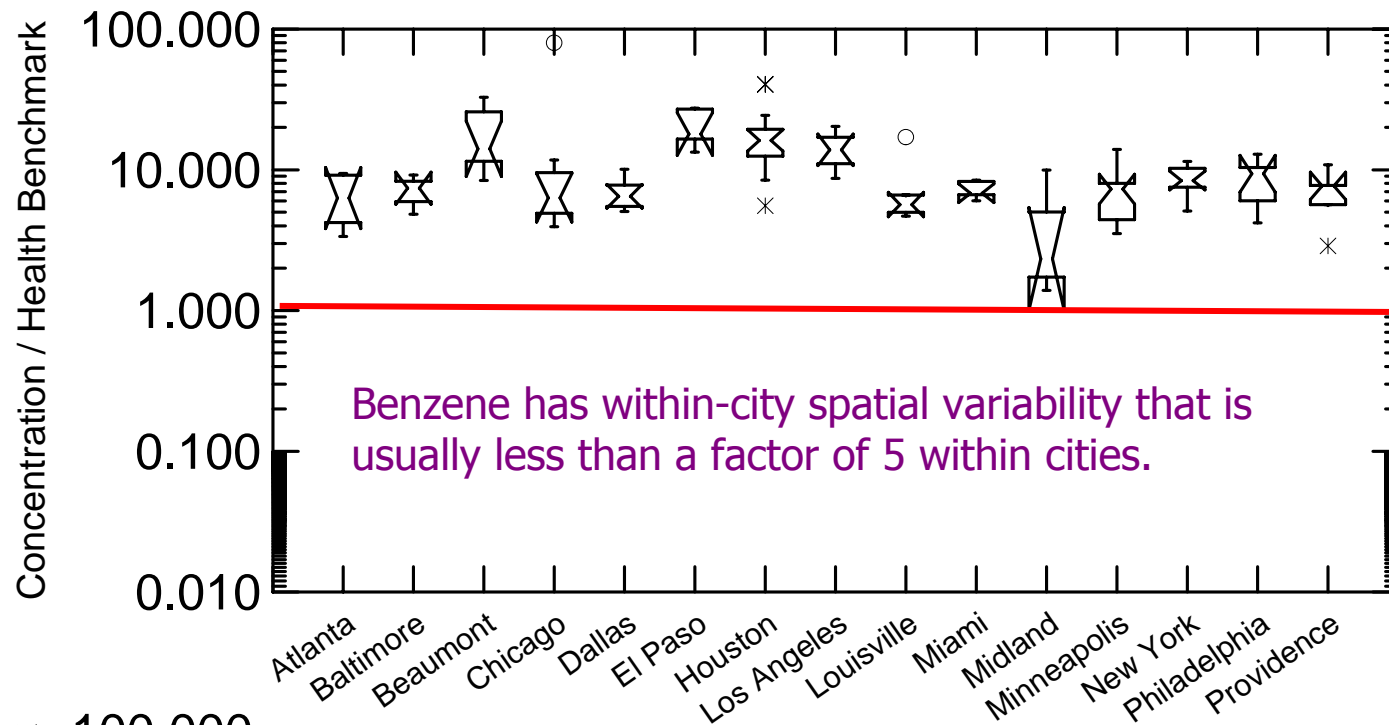 Concentration / Health Benchmark
100.000
10.000
1.000
0.100
0.010
Benzene has within-city spatial variability that is
usually less than a factor of 5 within cities.
Atlanta
Baltimore
Beaumont
Chicago
Dallas
El Paso
Houston
Los Angeles
Louisville
Miami
Midland
Minneapolis
New York
Philadelphia
Providence
100.000